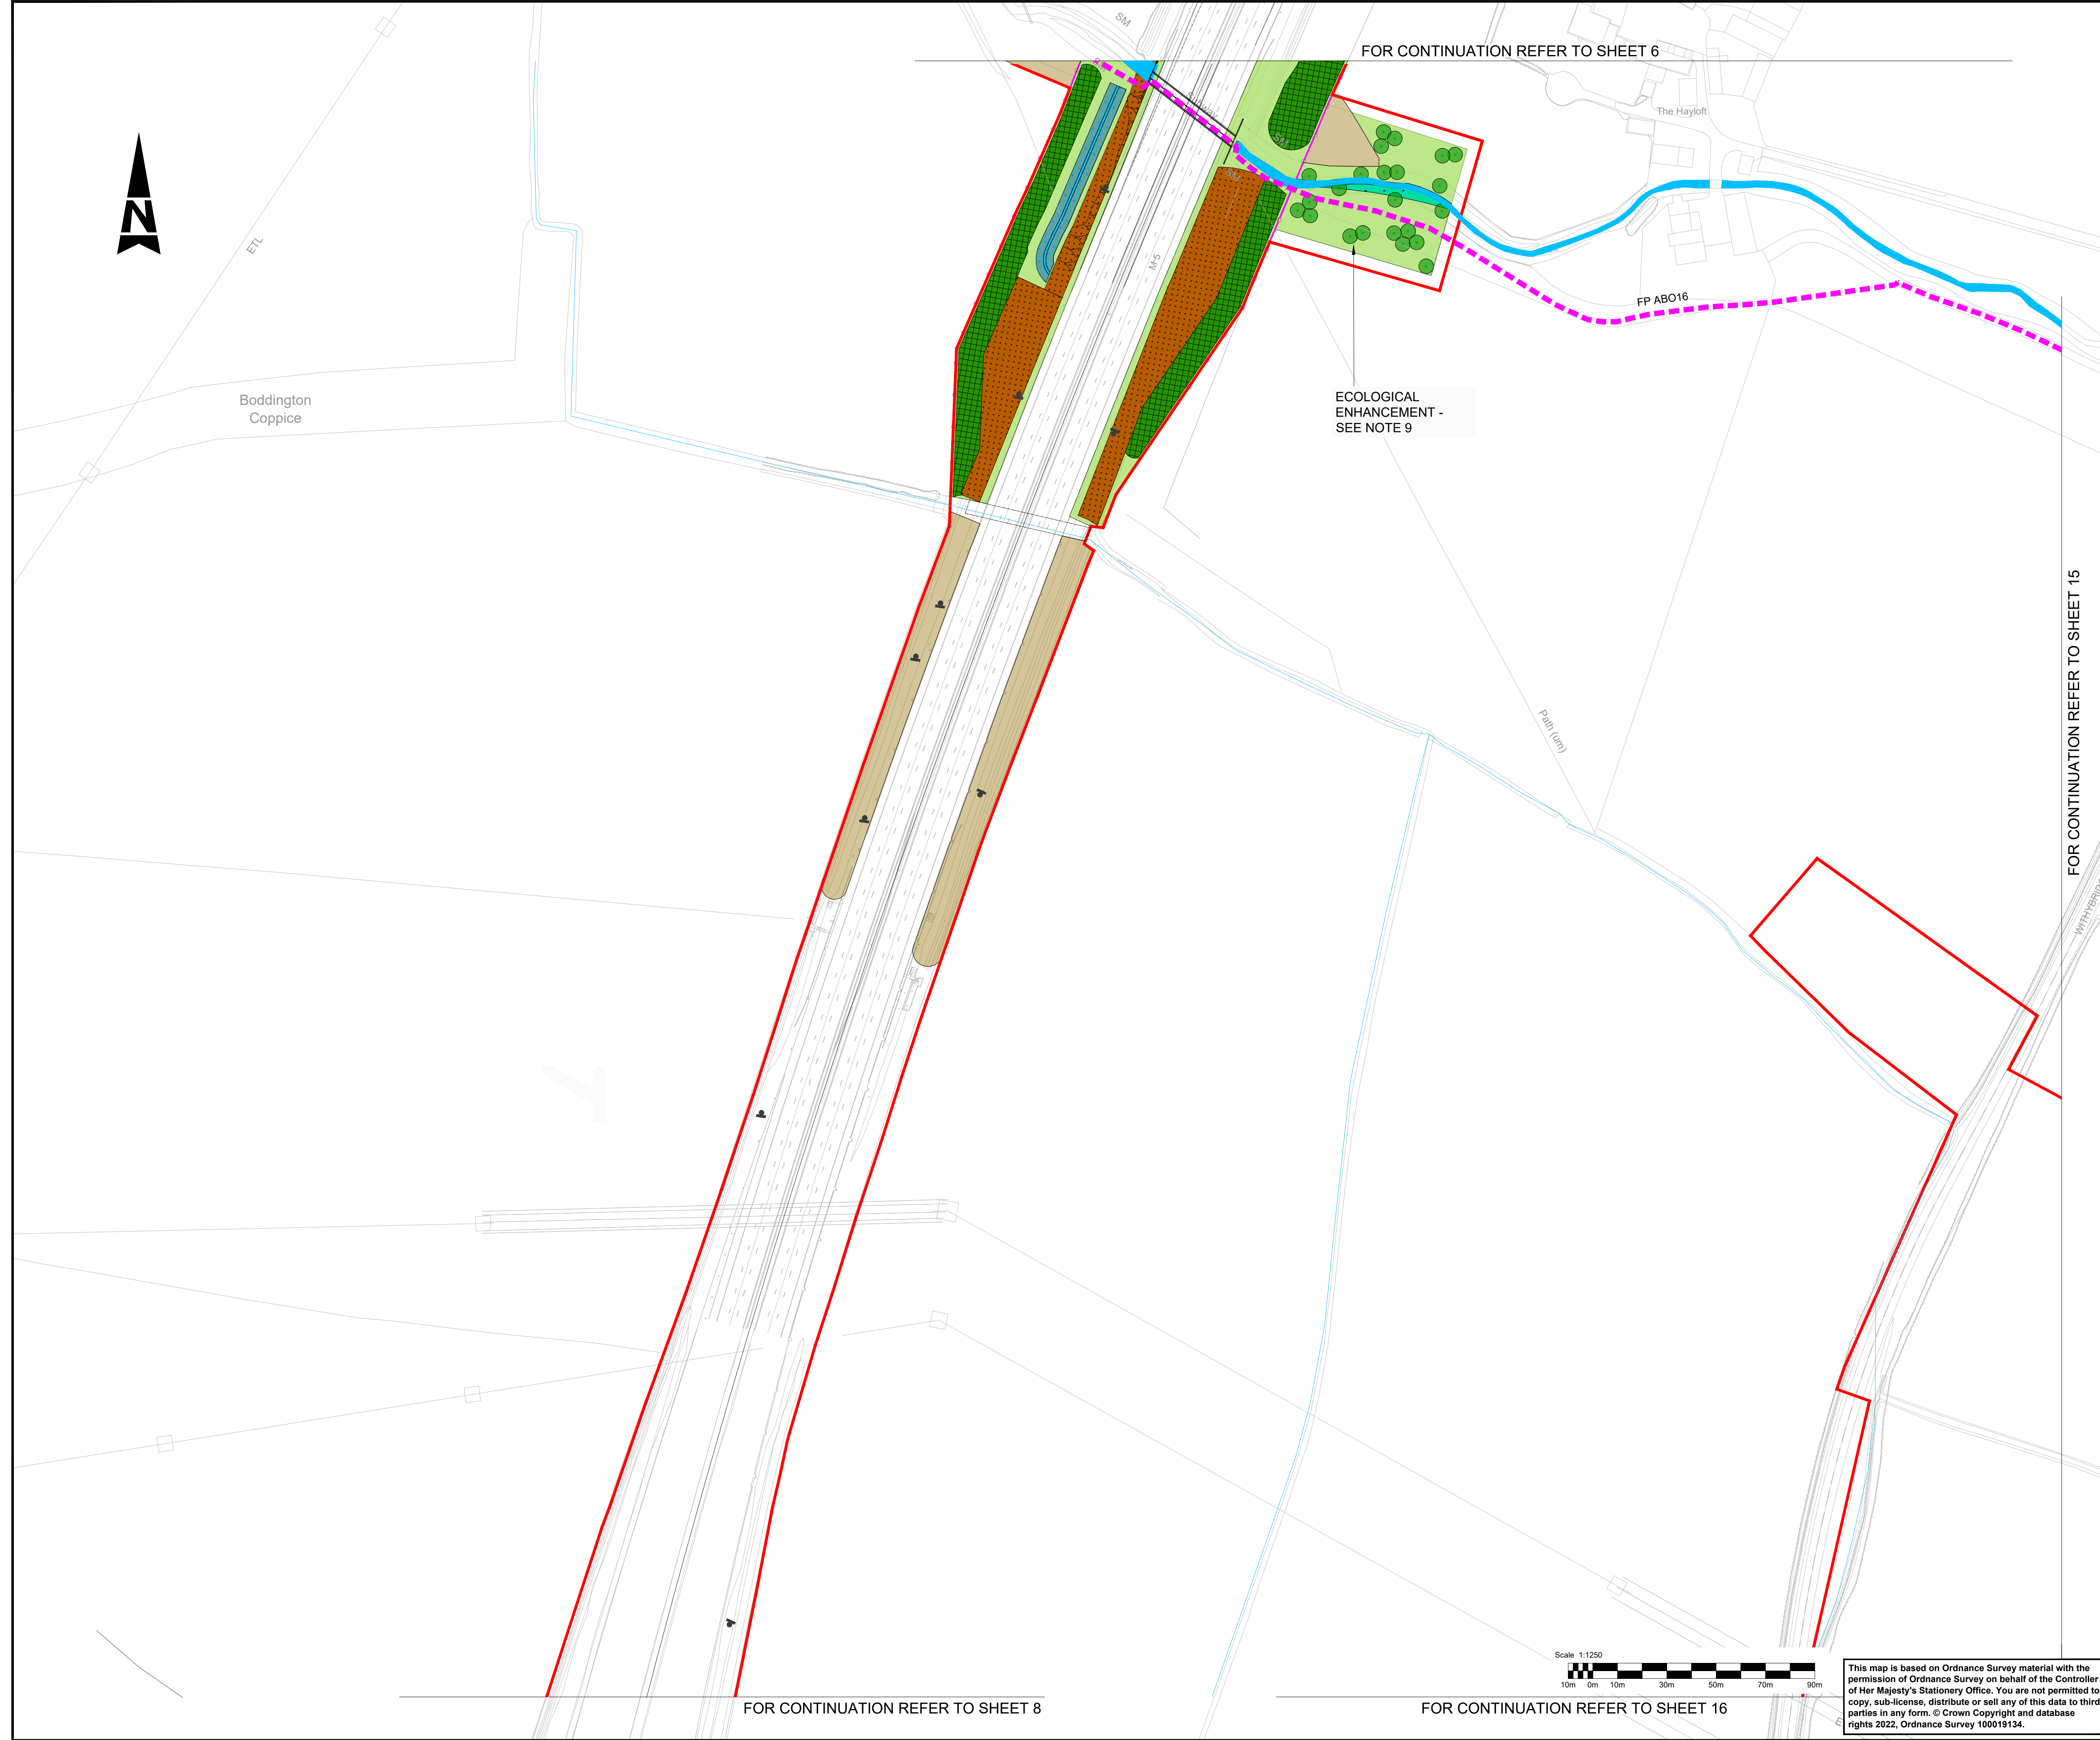 SM
FOR CONTINUATION REFER TO SHEET 6
The Hayloft
Subway
SM
SM
N
ETL
M 5
FP ABO16
Boddington
Coppice
ECOLOGICAL
ENHANCEMENT -
SEE NOTE 9
FOR CONTINUATION REFER TO SHEET 15
Path (um)
Scale 1:1250
10m 0m 10m 30m 50m 70m 90m
This map is based on Ordnance Survey material with the
permission of Ordnance Survey on behalf of the Controller
of Her Majesty's Stationery Office. You are not permitted to
copy, sub-license, distribute or sell any of this data to third
parties in any form. © Crown Copyright and database
rights 2022, Ordnance Survey 100019134.
FOR CONTINUATION REFER TO SHEET 8
FOR CONTINUATION REFER TO SHEET 16